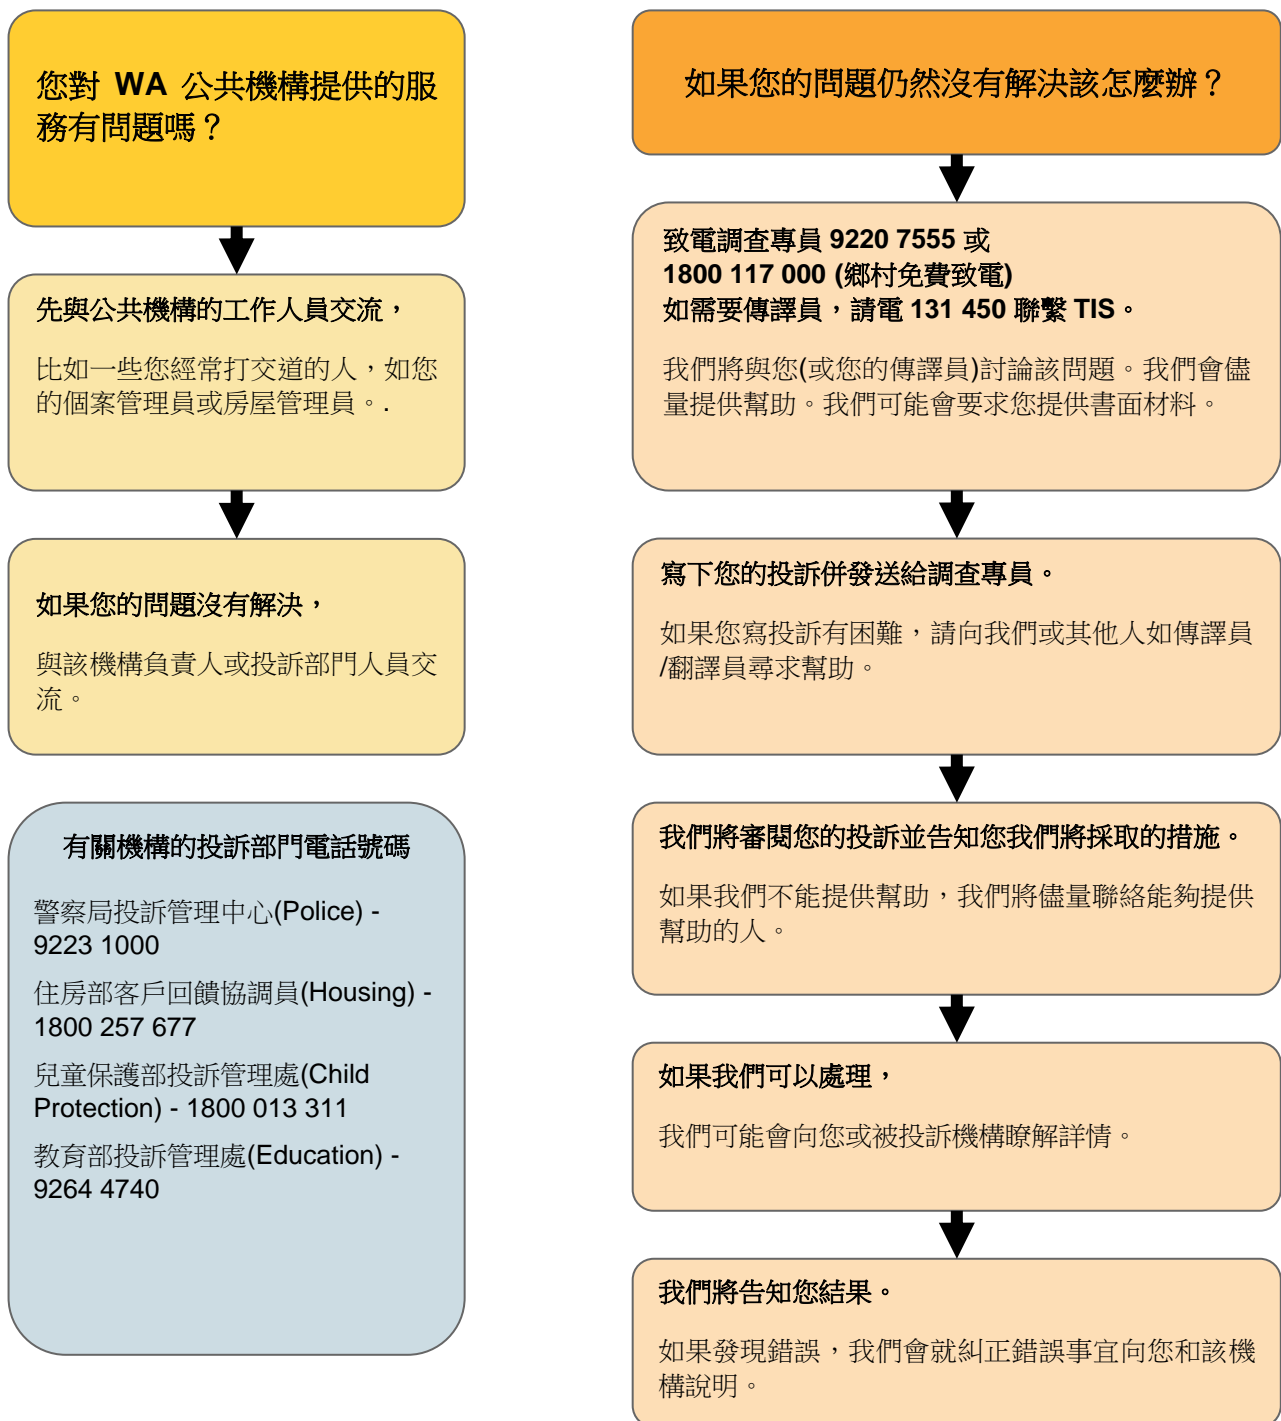 您對 WA 公共機構提供的服
務有問題嗎？
先與公共機構的工作人員交流，
比如一些您經常打交道的人，如您
的個案管理員或房屋管理員。.
如果您的問題沒有解決，
與該機構負責人或投訴部門人員交
流。
有關機構的投訴部門電話號碼
警察局投訴管理中心(Police) -
9223 1000
住房部客戶回饋協調員(Housing) -
1800 257 677
兒童保護部投訴管理處(Child
Protection) - 1800 013 311
教育部投訴管理處(Education) -
9264 4740
如果您的問題仍然沒有解決該怎麼辦？
致電調查專員 9220 7555 或
1800 117 000 (鄉村免費致電)
如需要傳譯員，請電 131 450 聯繫 TIS。
我們將與您(或您的傳譯員)討論該問題。我們會儘
量提供幫助。我們可能會要求您提供書面材料。
寫下您的投訴併發送給調查專員。
如果您寫投訴有困難，請向我們或其他人如傳譯員
/翻譯員尋求幫助。
我們將審閱您的投訴並告知您我們將採取的措施。
如果我們不能提供幫助，我們將儘量聯絡能夠提供
幫助的人。
如果我們可以處理，
我們可能會向您或被投訴機構瞭解詳情。
我們將告知您結果。
如果發現錯誤，我們會就糾正錯誤事宜向您和該機
構說明。